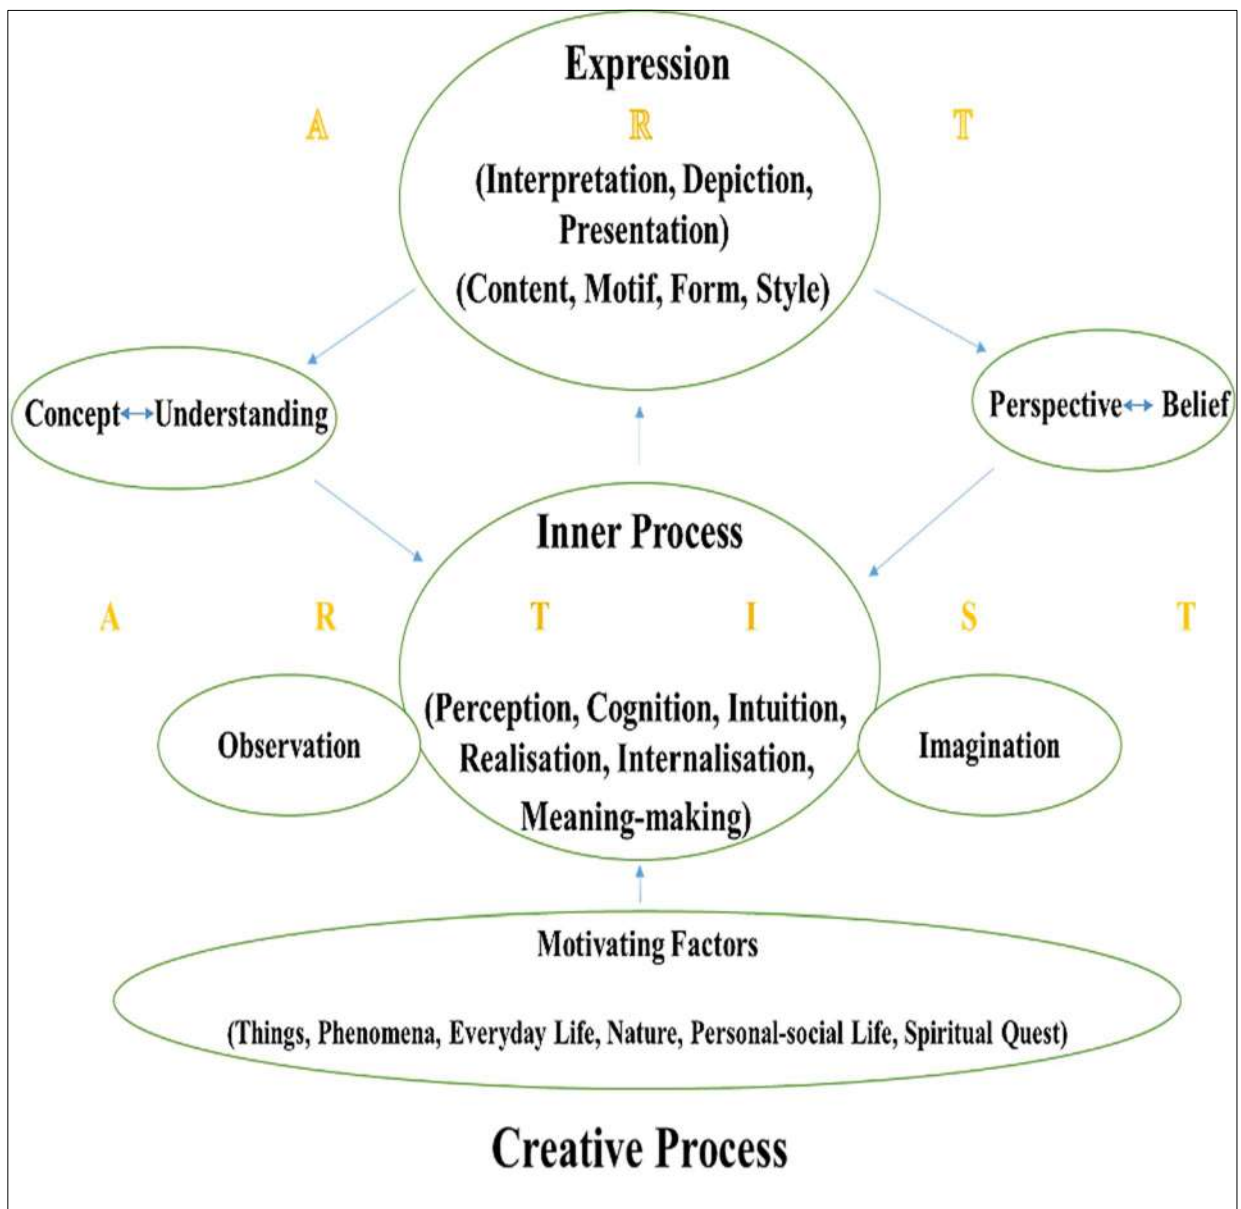 Expression
A R T
(Interpretation, Depiction,
Presentation)
(Content, Motif, Form, Style)
Concept↔Understanding
Perspective↔ Belief
Inner Process
A R T I S T
(Perception, Cognition, Intuition,
Realisation, Internalisation,
Meaning-making)
Observation
Imagination
Motivating Factors
(Things, Phenomena, Everyday Life, Nature, Personal-social Life, Spiritual Quest)
Creative Process